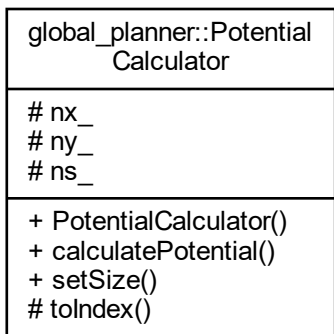 global_planner::Potential
Calculator
# nx_
# ny_
# ns_
+ PotentialCalculator()
+ calculatePotential()
+ setSize()
# toIndex()